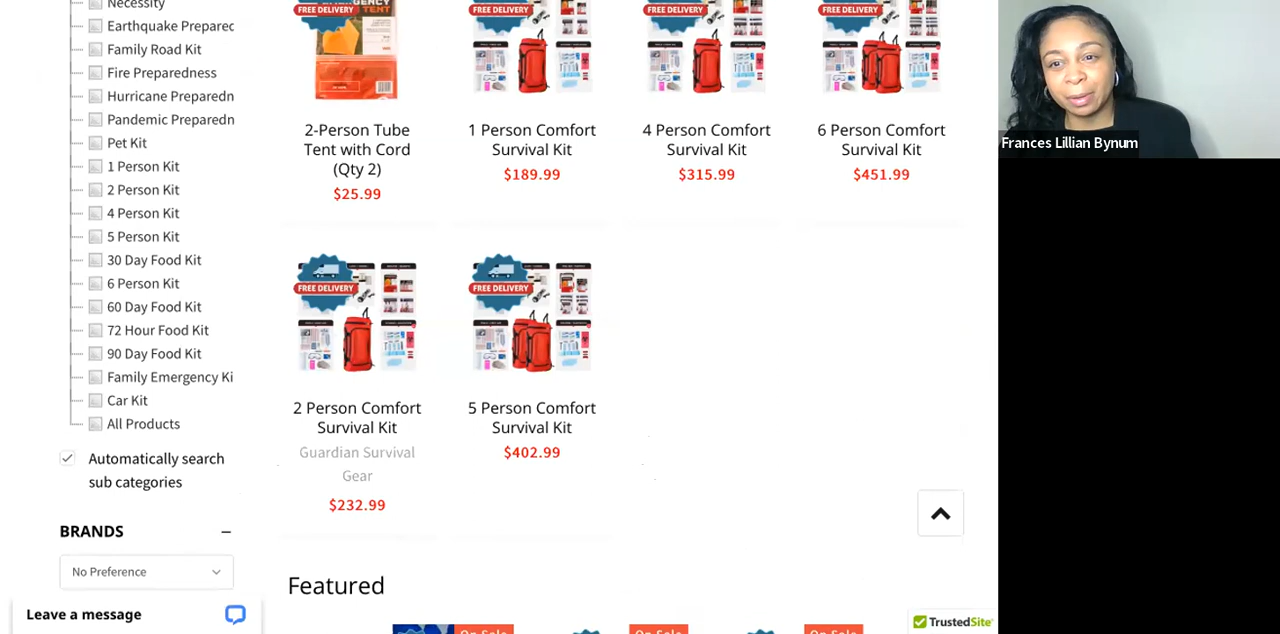 Necessity
Earthquake Preparec
Family Road Kit
Fire Preparedness
Hurricane Preparedn
Pandemic Preparedn
Pet Kit
1 Person Kit
2 Person Kit
4 Person Kit
5 Person Kit
30 Day Food Kit
6 Person Kit
60 Day Food Kit
72 Hour Food Kit
90 Day Food Kit
Family Emergency Ki
Car Kit
All Products
Automatically search
sub categories
BRANDS
No Preference
Leave a message
FREE DELIVERY
TENT
2-Person Tube
Tent with Cord
(Qty 2)
$25.99
FREE DELIVERY
1 Person Comfort
Survival Kit
$189.99
FREE DELIVERY
4 Person Comfort
Survival Kit
$315.99
FREE DELIVERY
6 Person Comfort
Survival Kit
$451.99
FREE DELIVERY
2 Person Comfort
Survival Kit
Guardian Survival
Gear
$232.99
FREE DELIVERY
5 Person Comfort
Survival Kit
$402.99
Featured
On Sale
On Sale
On Sale
TrustedSite
Frances Lillian Bynum